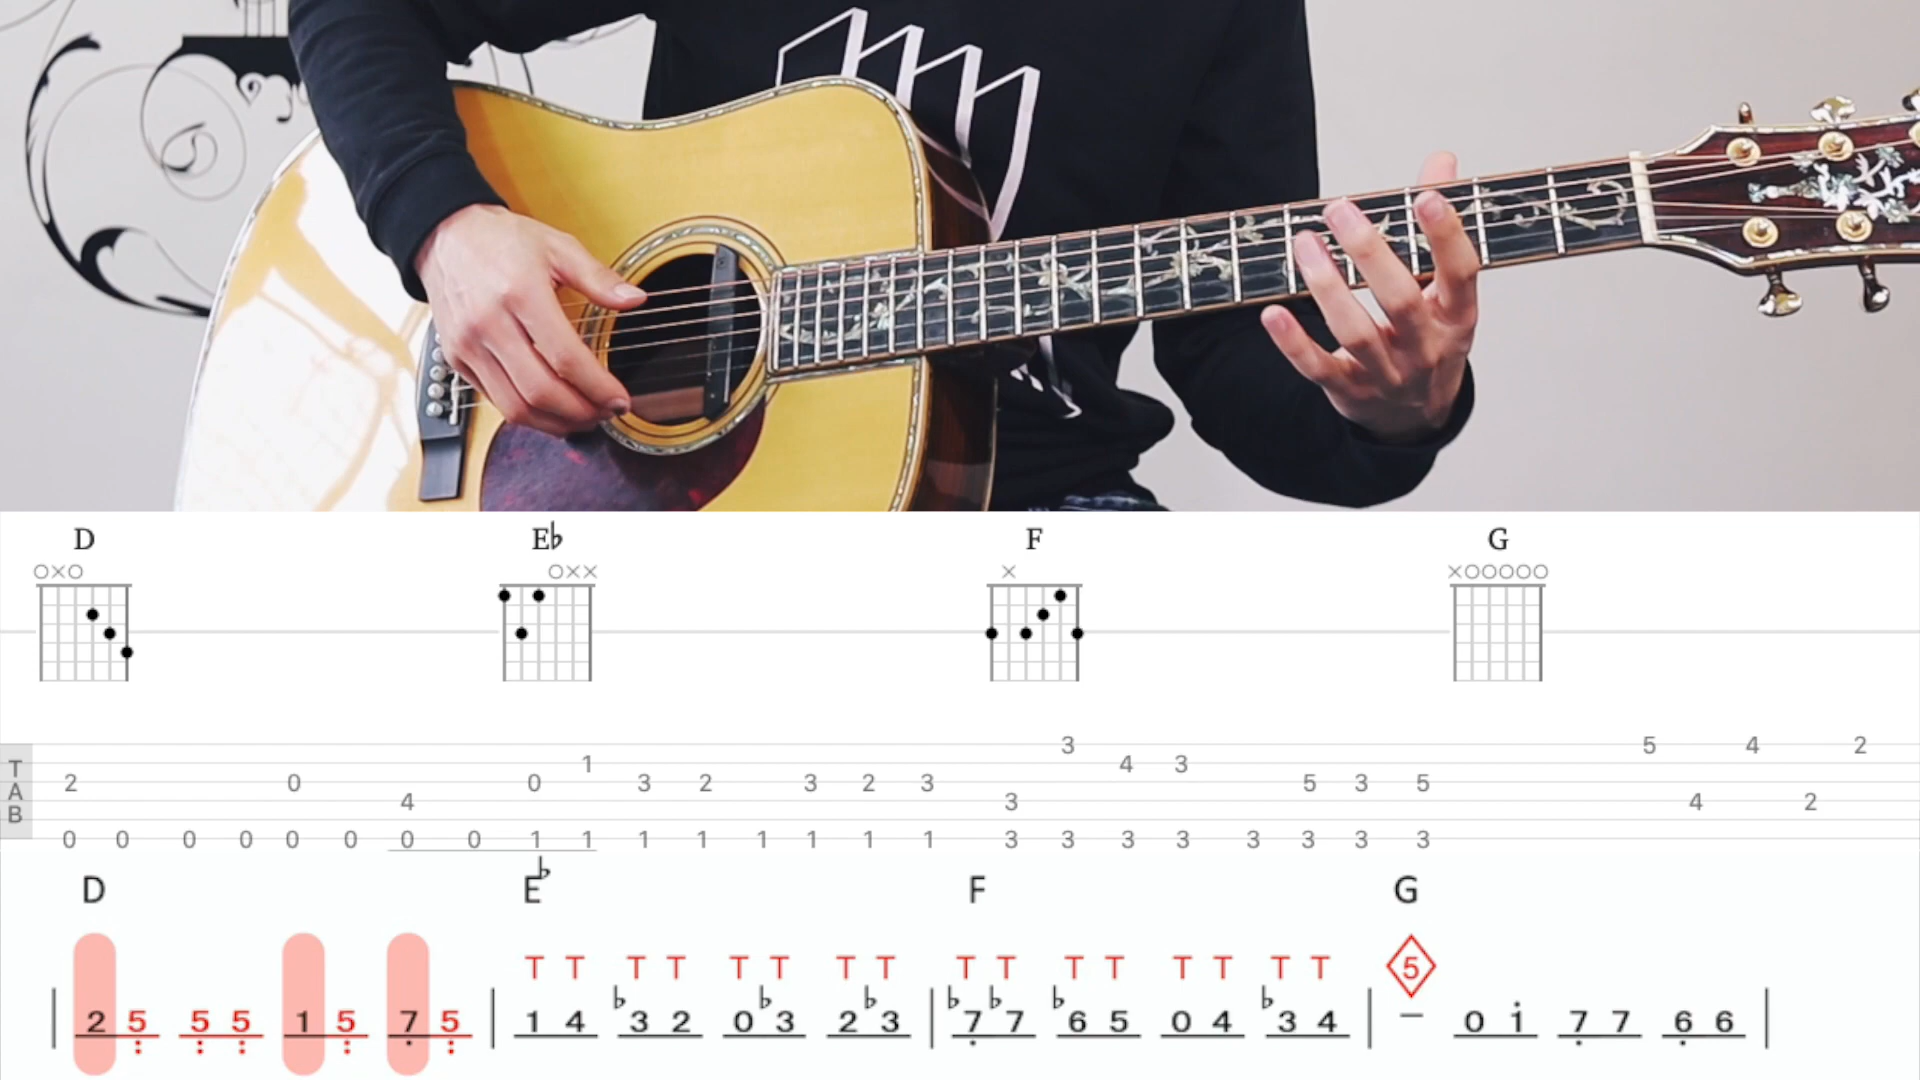 D E♭ F G
○×○ ○×× × ×○○○○○
3 5 4 2
T 1 4 3
A 2 0 0 3 2 3 2 3 5 3 5
B 4 3 4 2
0 0 0 0 0 0 0 0 1 1 1 1 1 1 1 1 3 3 3 3 3 3 3 3
D E♭ F G
T T T T T T T T T T T T T T T T 5
| 2 5 5 5 1 5 7 5 | 1 4 ♭3 2 0 ♭3 2 ♭3 | ♭7 ♭7 ♭6 5 0 4 ♭3 4 | – 0 i 7 7 6 6 |